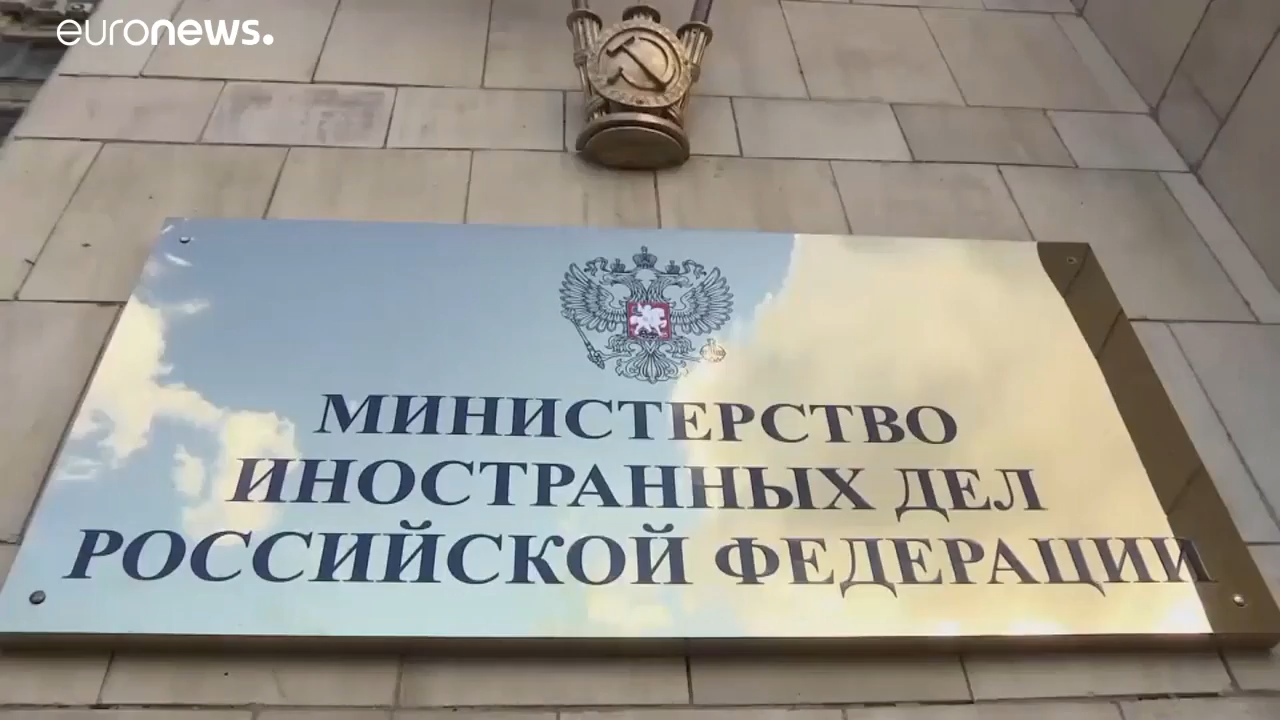 euronews.
МИНИСТЕРСТВО
ИНОСТРАННЫХ ДЕЛ
РОССИЙСКОЙ ФЕДЕРАЦИИ